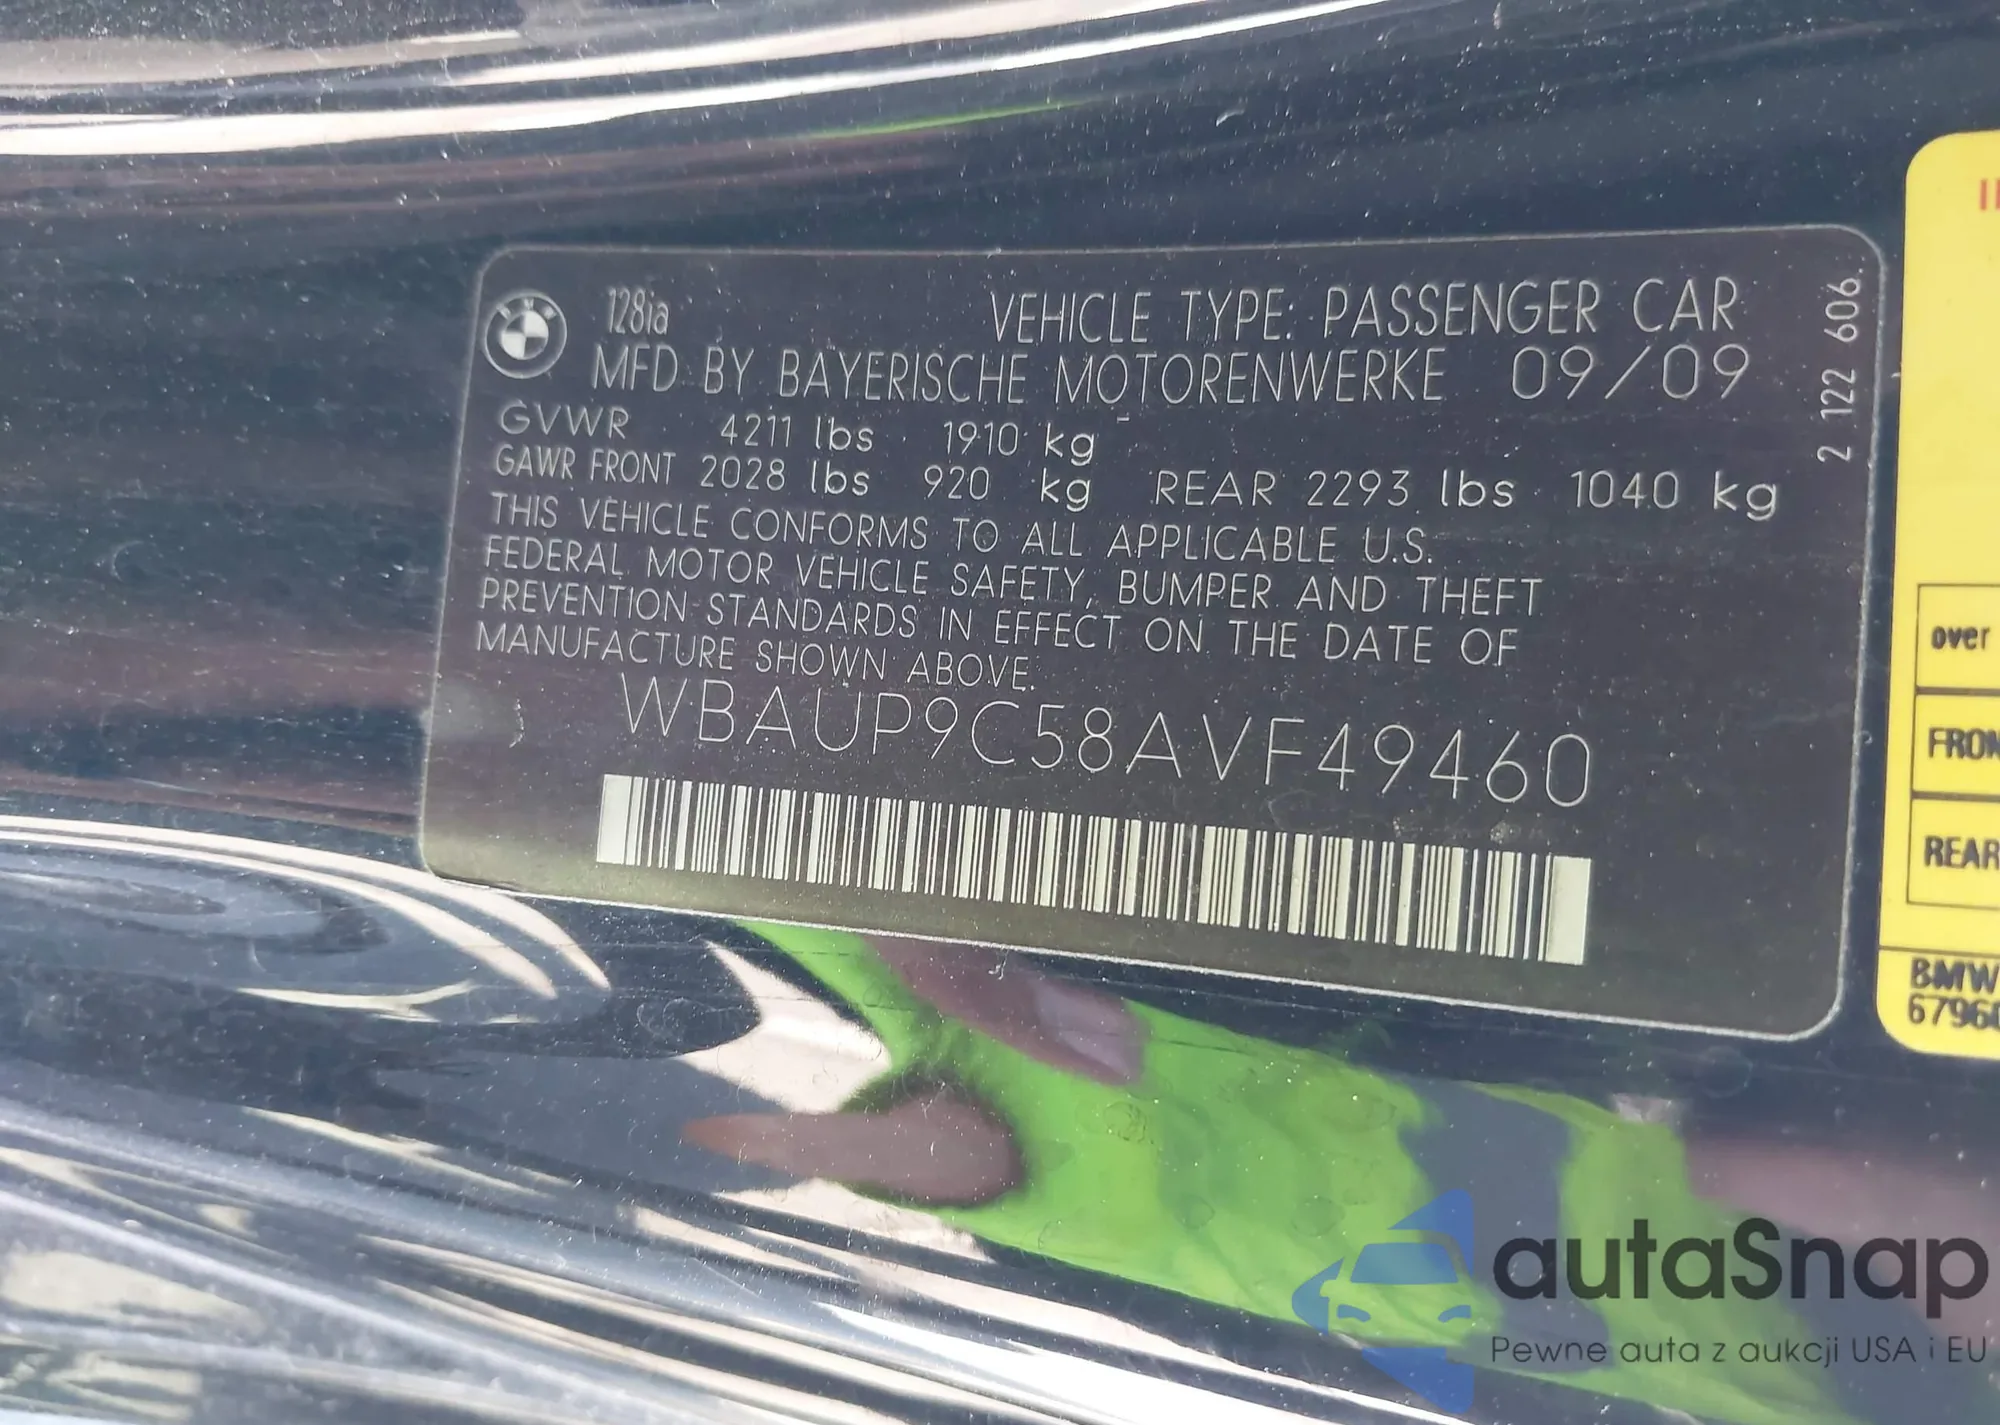 128ia VEHICLE TYPE: PASSENGER CAR
MFD BY BAYERISCHE MOTORENWERKE 09/09
GVWR 4211 lbs 1910 kg
GAWR FRONT 2028 lbs 920 kg REAR 2293 lbs 1040 kg
THIS VEHICLE CONFORMS TO ALL APPLICABLE U.S.
FEDERAL MOTOR VEHICLE SAFETY, BUMPER AND THEFT
PREVENTION STANDARDS IN EFFECT ON THE DATE OF
MANUFACTURE SHOWN ABOVE.
WBAUP9C58AVF49460
2 122 606.
over
FRON
REAR
BMW
6796
autaSnap
Pewne auta z aukcji USA i EU